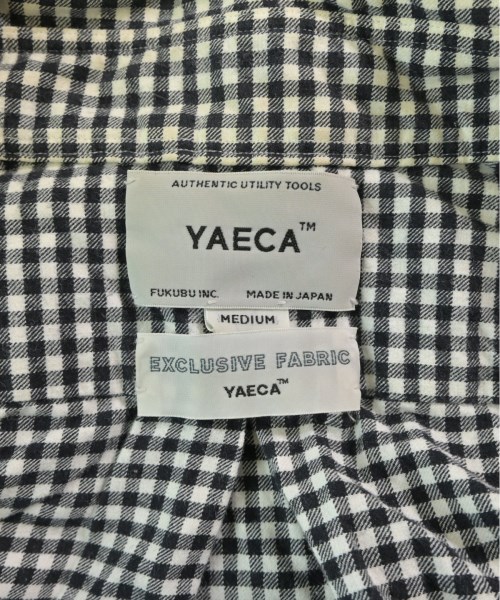 AUTHENTIC UTILITY TOOLS
YAECA™
FUKUBU INC. MADE IN JAPAN
MEDIUM
EXCLUSIVE FABRIC
YAECA™